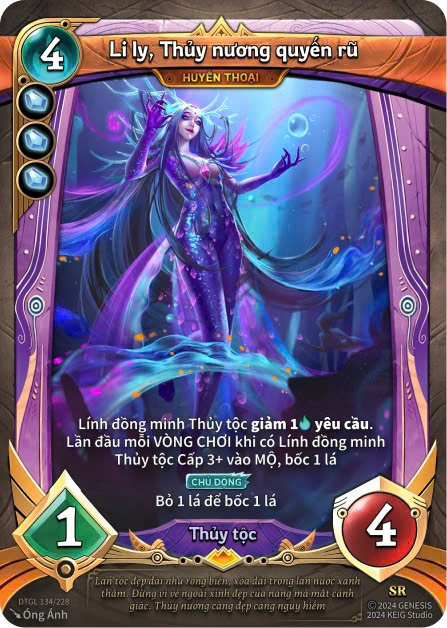 4
Li ly, Thủy nương quyến rũ
HUYỀN THOẠI
Lính đồng minh Thủy tộc giảm 1 yêu cầu.
Lần đầu mỗi VÒNG CHƠI khi có Lính đồng minh
Thủy tộc Cấp 3+ vào MỘ, bốc 1 lá
CHỦ ĐỘNG
Bỏ 1 lá để bốc 1 lá
1
Thủy tộc
4
Làn tóc đẹp dài như rong biển, xõa dài trong làn nước xanh
thẳm. Đừng vì vẻ ngoài xinh đẹp của nàng mà mất cảnh
giác. Thủy nương càng đẹp càng nguy hiểm
DTGL 134/228
Óng Ánh
SR
© 2024 GENESIS
2024 KEIG Studio